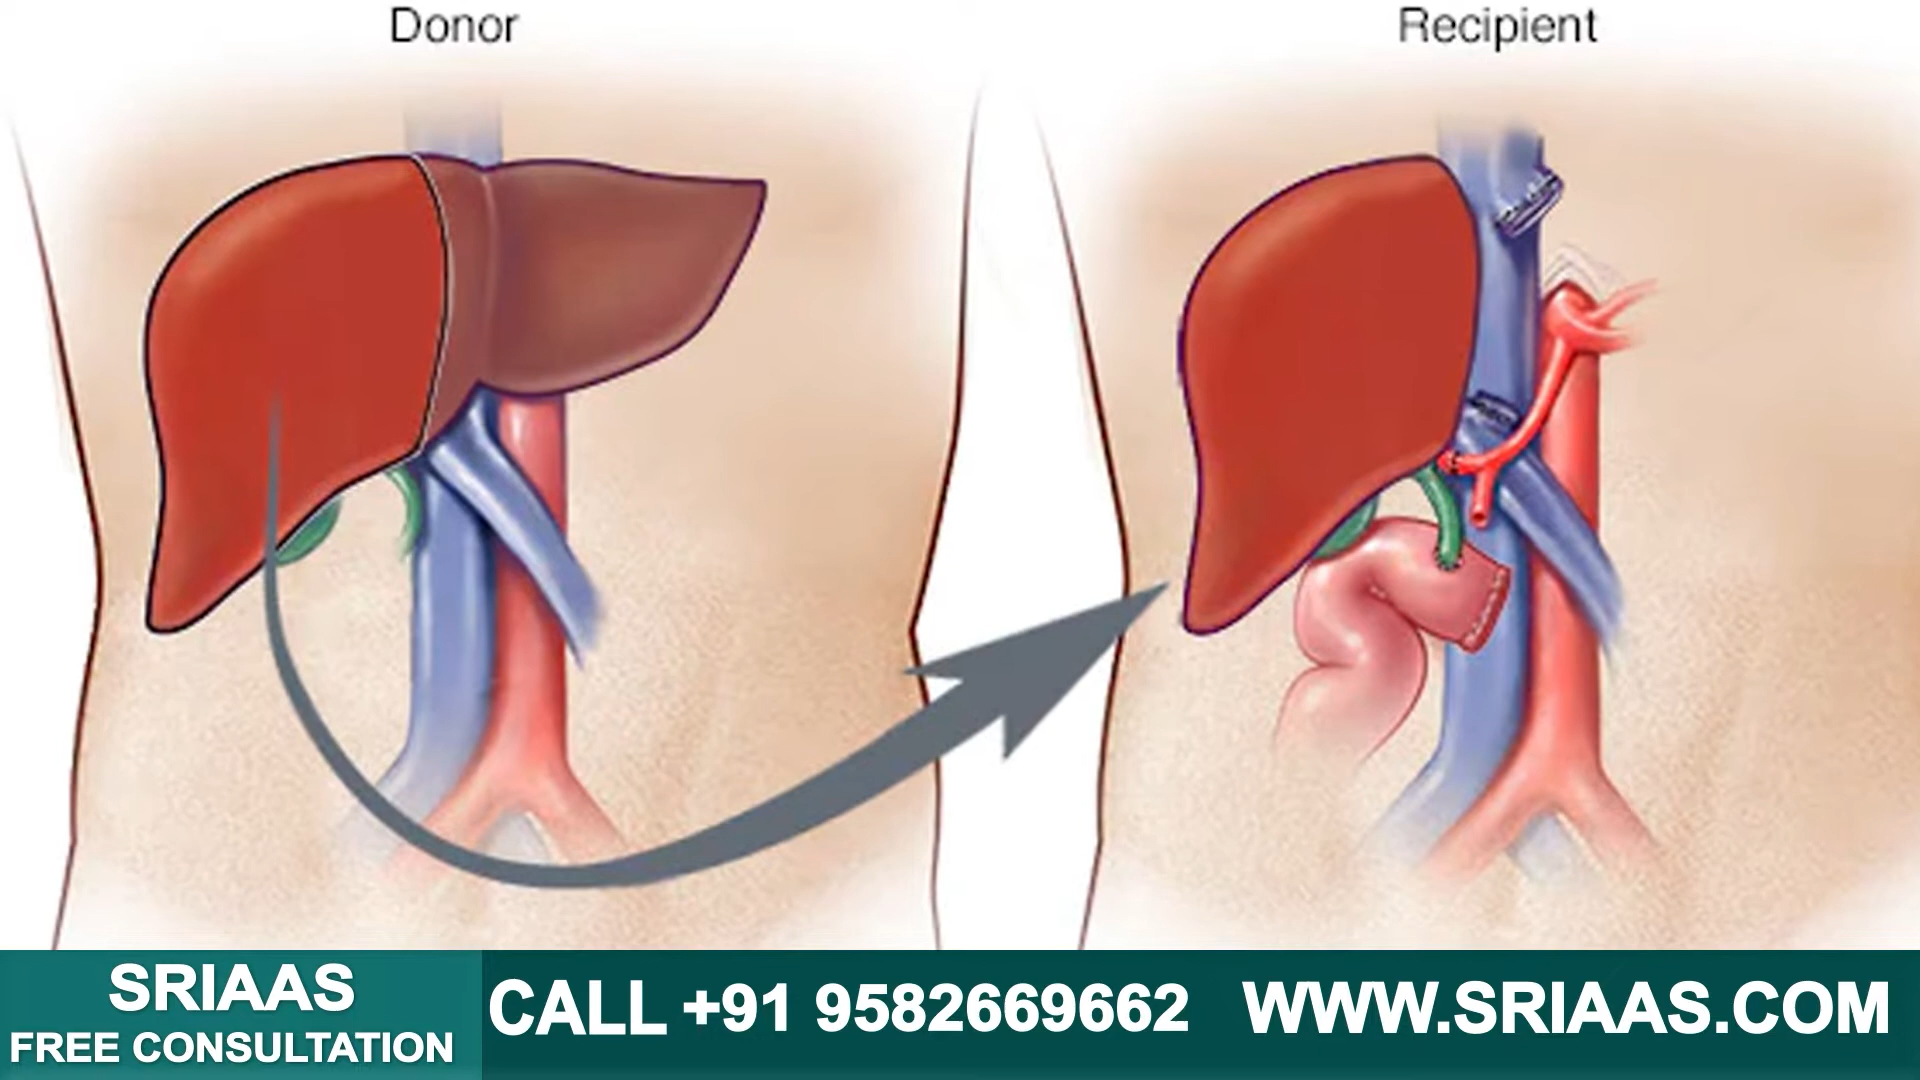 Donor
Recipient
SRIAAS
FREE CONSULTATION
CALL +91 9582669662
WWW.SRIAAS.COM